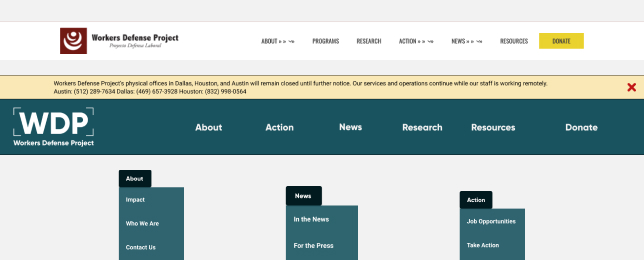 Workers Defense Project
Proyecto Defensa Laboral
ABOUT » » PROGRAMS RESEARCH ACTION » » NEWS » » RESOURCES DONATE
Workers Defense Project's physical offices in Dallas, Houston, and Austin will remain closed until further notice. Our services and operations continue while our staff is working remotely.
Austin: (512) 289-7634 Dallas: (469) 657-3928 Houston: (832) 998-0564
WDP
Workers Defense Project
About Action News Research Resources Donate
About
Impact
Who We Are
Contact Us
News
In the News
For the Press
Action
Job Opportunities
Take Action